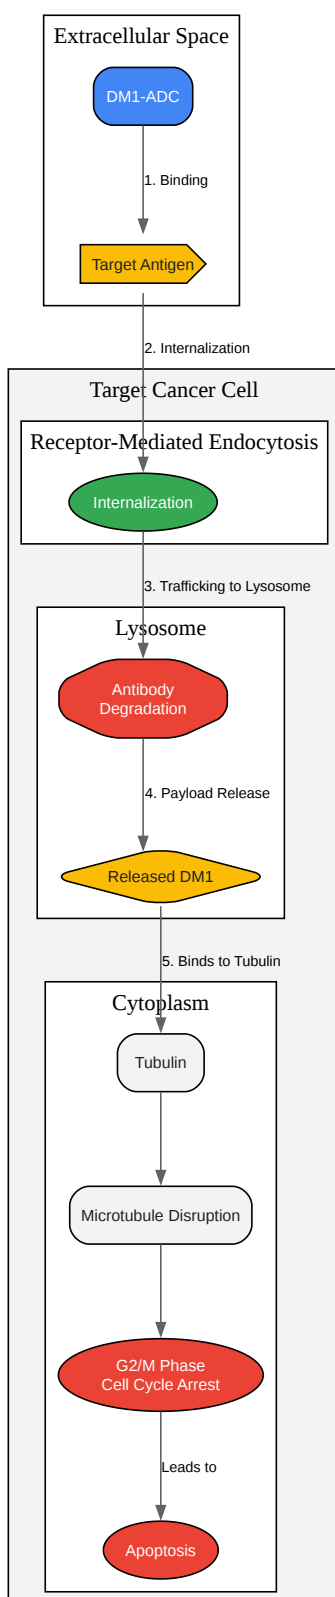 Extracellular Space
DM1-ADC
1. Binding
Target Antigen
2. Internalization
Target Cancer Cell
Receptor-Mediated Endocytosis
Internalization
3. Trafficking to Lysosome
Lysosome
Antibody
Degradation
4. Payload Release
Released DM1
5. Binds to Tubulin
Cytoplasm
Tubulin
Microtubule Disruption
G2/M Phase
Cell Cycle Arrest
Leads to
Apoptosis